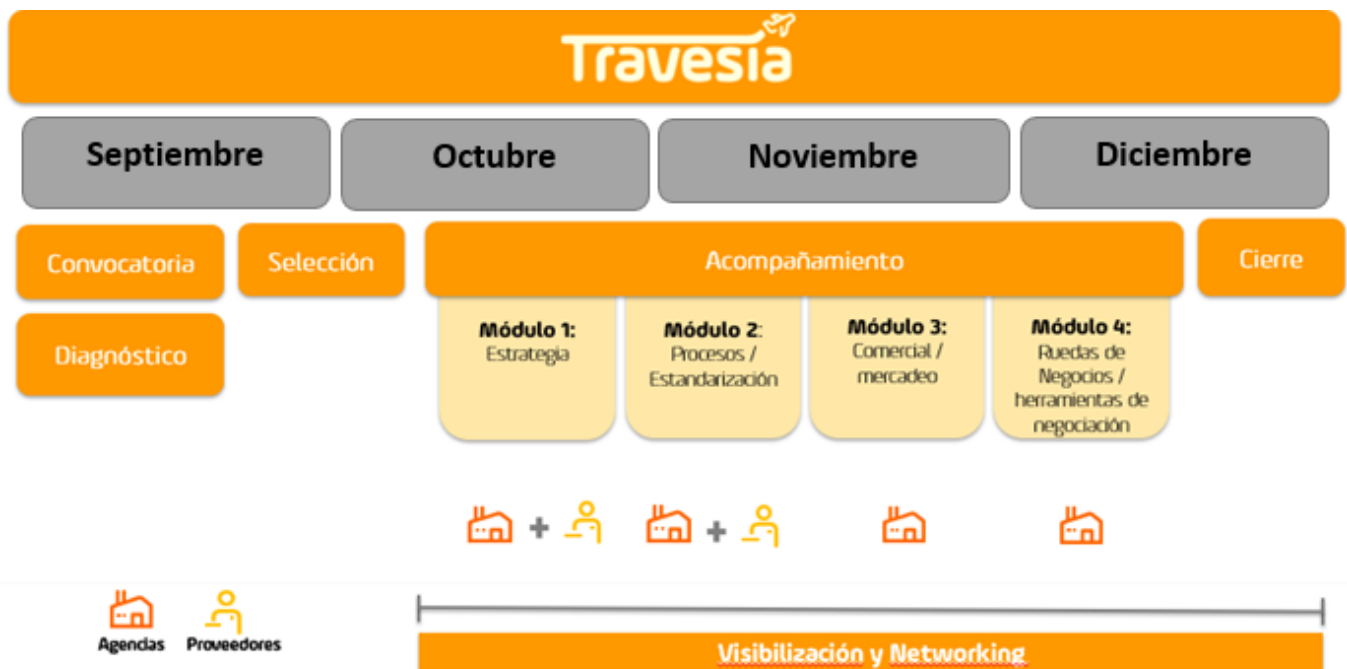 Travesía
Septiembre
Octubre
Noviembre
Diciembre
Convocatoria
Selección
Acompañamiento
Cierre
Diagnóstico
Módulo 1:
Estrategia
Módulo 2:
Procesos /
Estandarización
Módulo 3:
Comercial /
mercadeo
Módulo 4:
Ruedas de
Negocios /
herramientas de
negociación
+
+
Agencias
Proveedores
Visibilización y Networking